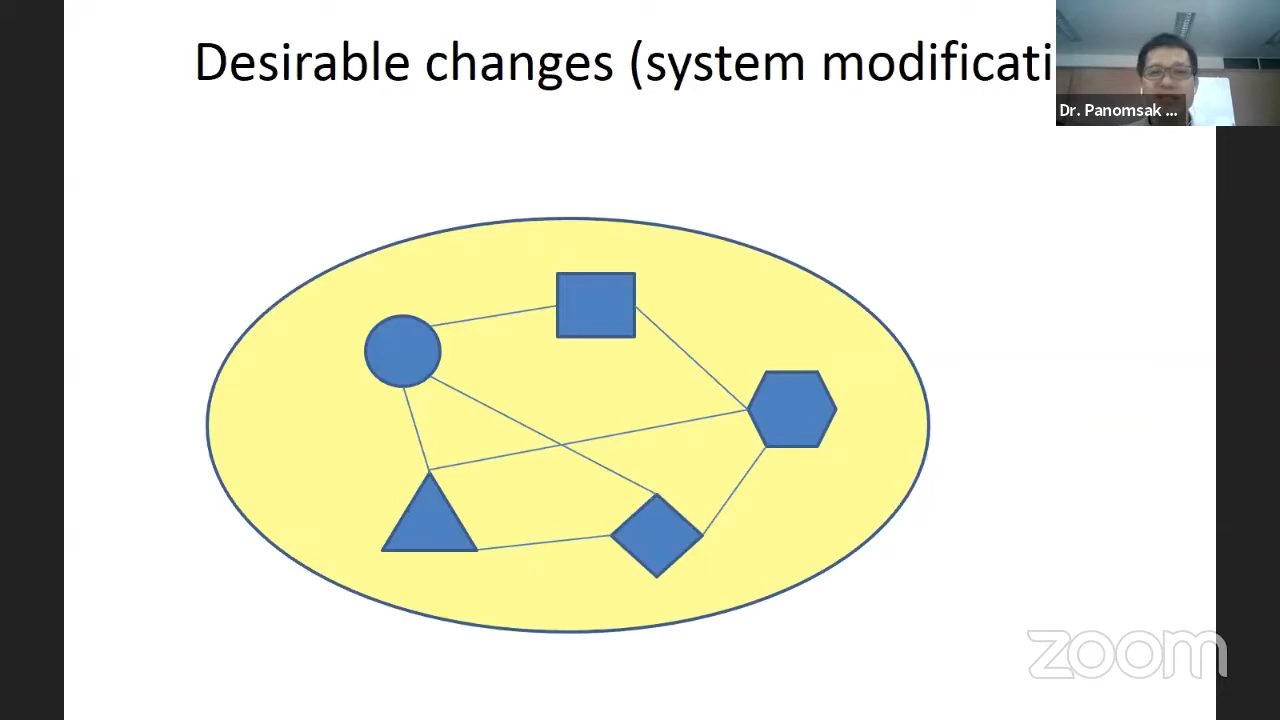 Desirable changes (system modificati
Dr. Panomsak ...
zoom